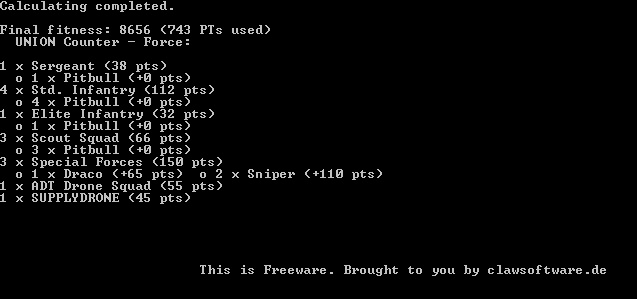 Calculating completed.
Final fitness: 8656 (743 PTs used)
UNION Counter - Force:
1 x Sergeant (38 pts)
o 1 x Pitbull (+0 pts)
4 x Std. Infantry (112 pts)
o 4 x Pitbull (+0 pts)
1 x Elite Infantry (32 pts)
o 1 x Pitbull (+0 pts)
3 x Scout Squad (66 pts)
o 3 x Pitbull (+0 pts)
3 x Special Forces (150 pts)
o 1 x Draco (+65 pts)  o 2 x Sniper (+110 pts)
1 x ADT Drone Squad (55 pts)
1 x SUPPLYDRONE (45 pts)
This is Freeware. Brought to you by clawsoftware.de